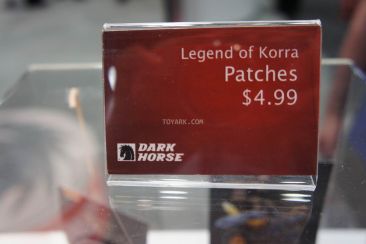 Legend of Korra
Patches
$4.99
TOYARK.COM
DARK
HORSE